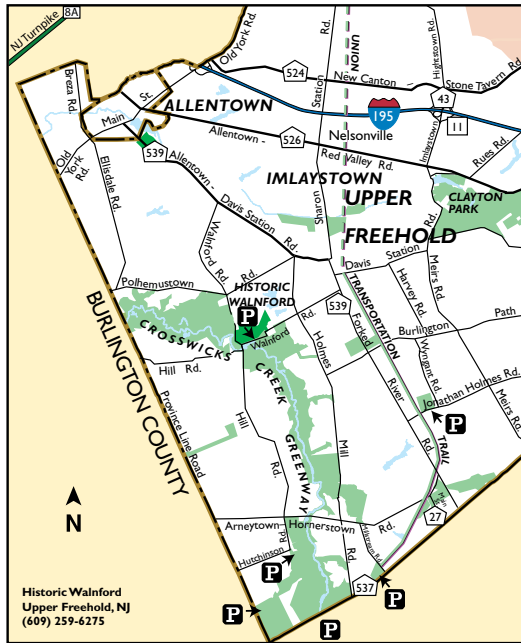 NJ Turnpike
8A
Breza Rd.
Old York Rd.
UNION
Hightstown Rd.
524
New Canton -
Stone Tavern Rd.
Main St.
ALLENTOWN
Station
195
43
11
Nelsonville
Imlaystown
Old York Rd.
539
Allentown -
526
Red Valley Rd.
Rues Rd.
Ellisdale Rd.
Allentown -
Davis Station Rd.
IMLAYSTOWN
UPPER
FREEHOLD
CLAYTON
PARK
Sharon
Walnford Rd.
Polhemustown Rd.
HISTORIC
WALNFORD
P
Walnford Rd.
Davis Station Rd.
539
TRANSPORTATION
TRAIL
Harvey Rd.
Meirs Rd.
Burlington Path
Forked River Rd.
Wyngart Rd.
Jonathan Holmes Rd.
P
Meirs Rd.
BURLINGTON COUNTY
CROSSWICKS
CREEK
GREENWAY
Hill Rd.
Hill Rd.
Holmes Mill Rd.
Province Line Road
N
Arneytown - Hornerstown Rd.
Hutchinson Rd.
Millstream Rd.
Main St.
27
537
P
P
P
P
Historic Walnford
Upper Freehold, NJ
(609) 259-6275